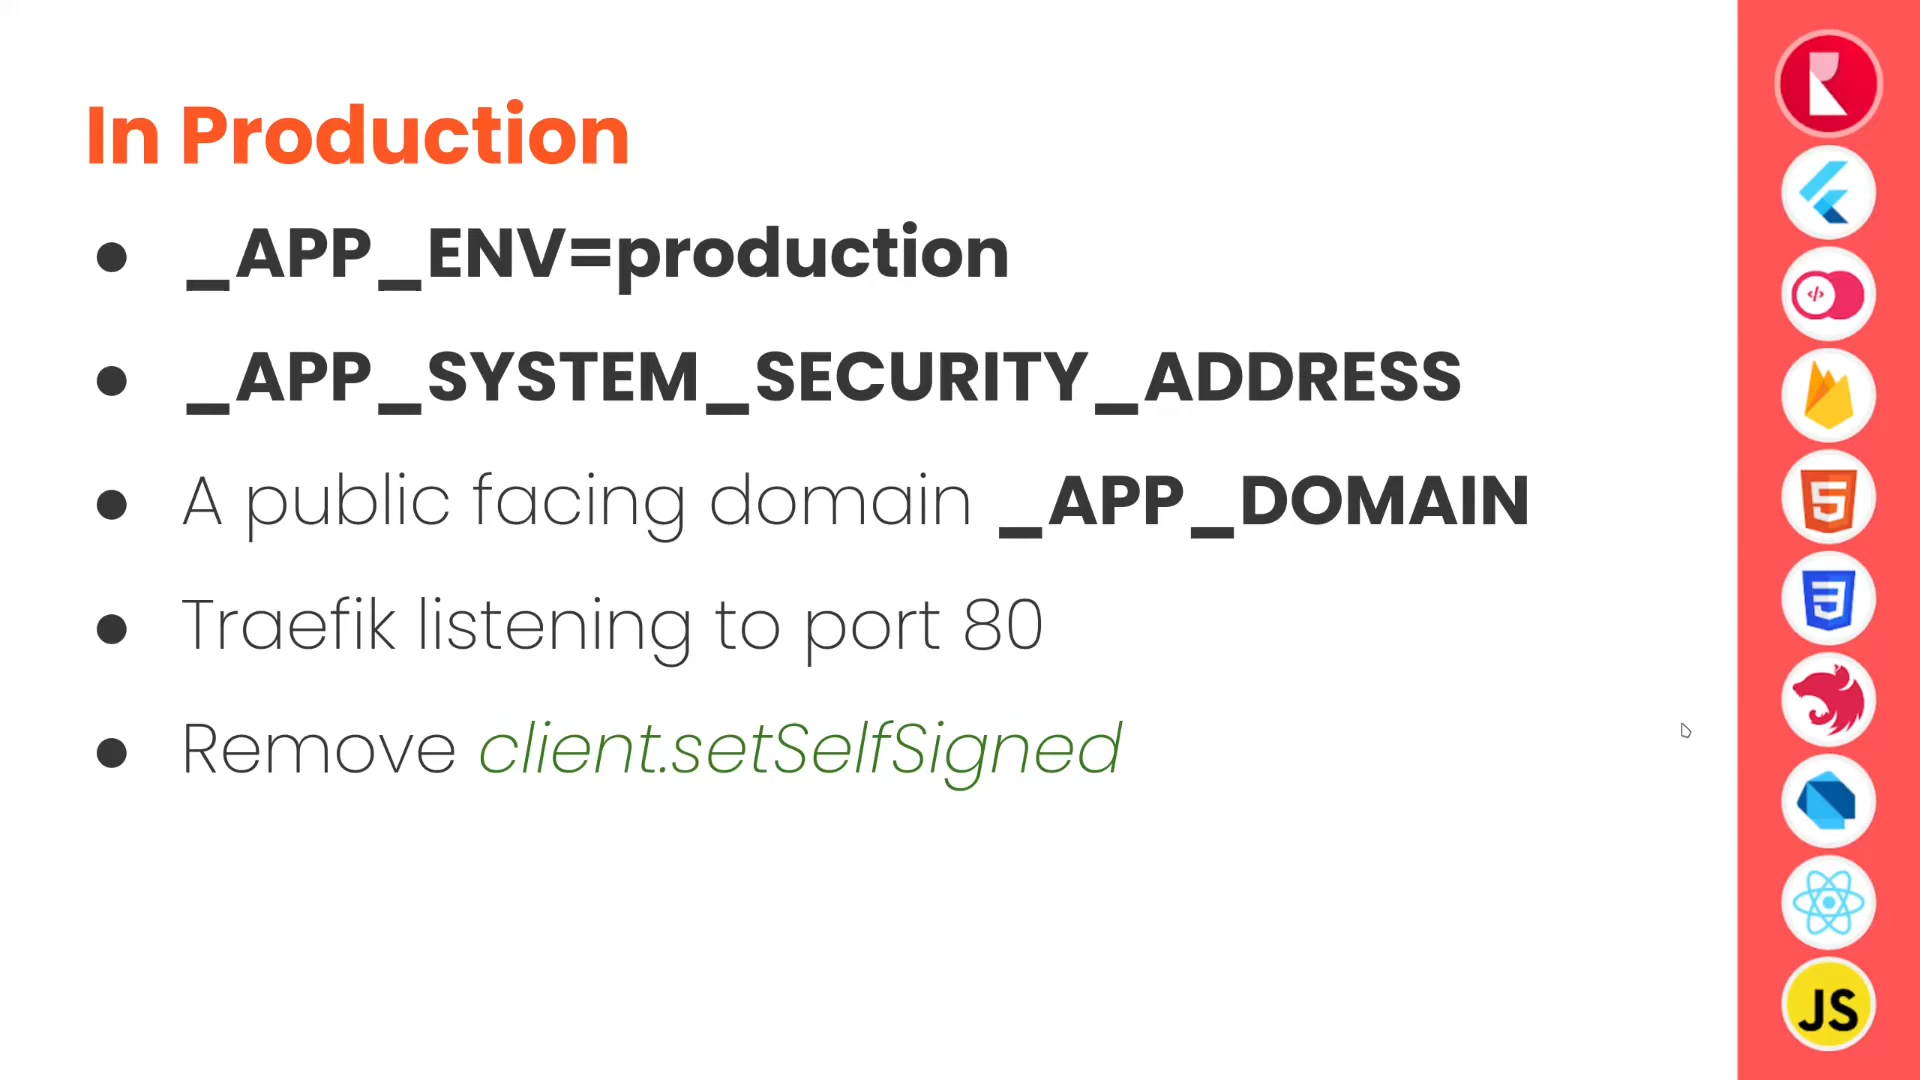 In Production
● _APP_ENV=production
● _APP_SYSTEM_SECURITY_ADDRESS
● A public facing domain _APP_DOMAIN
● Traefik listening to port 80
● Remove client.setSelfSigned
</>
JS